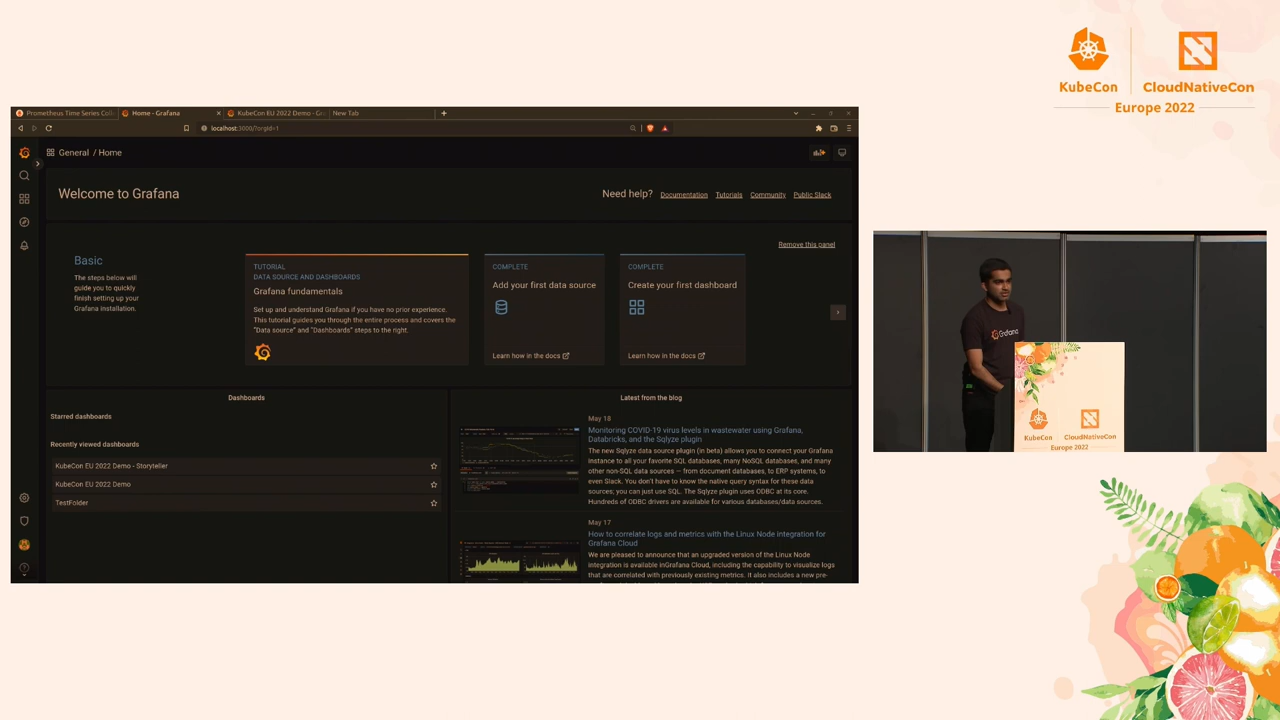 KubeCon
CloudNativeCon
Europe 2022
Prometheus Time Series Coll
Home - Grafana
KubeCon EU 2022 Demo - Gr
New Tab
localhost:3000/?orgId=1
General / Home
Welcome to Grafana
Need help?
Documentation
Tutorials
Community
Public Slack
Remove this panel
Basic
The steps below will
guide you to quickly
finish setting up your
Grafana installation.
TUTORIAL
DATA SOURCE AND DASHBOARDS
Grafana fundamentals
Set up and understand Grafana if you have no prior experience.
This tutorial guides you through the entire process and covers the
"Data source" and "Dashboards" steps to the right.
COMPLETE
Add your first data source
Learn how in the docs
COMPLETE
Create your first dashboard
Learn how in the docs
Dashboards
Starred dashboards
Recently viewed dashboards
KubeCon EU 2022 Demo - Storyteller
KubeCon EU 2022 Demo
TestFolder
Latest from the blog
May 18
Monitoring COVID-19 virus levels in wastewater using Grafana,
Databricks, and the Sqlyze plugin
The new Sqlyze data source plugin (in beta) allows you to connect your Grafana
instance to all your favorite SQL databases, many NoSQL databases, and many
other non-SQL data sources — from document databases, to ERP systems, to
even Slack. You don't have to know the native query syntax for these data
sources; you can just use SQL. The Sqlyze plugin uses ODBC at its core.
Hundreds of ODBC drivers are available for various databases/data sources.
May 17
How to correlate logs and metrics with the Linux Node integration for
Grafana Cloud
We are pleased to announce that an upgraded version of the Linux Node
integration is available inGrafana Cloud, including the capability to visualize logs
that are correlated with previously existing metrics. It also includes a new pre-
Grafana
KubeCon
CloudNativeCon
Europe 2022